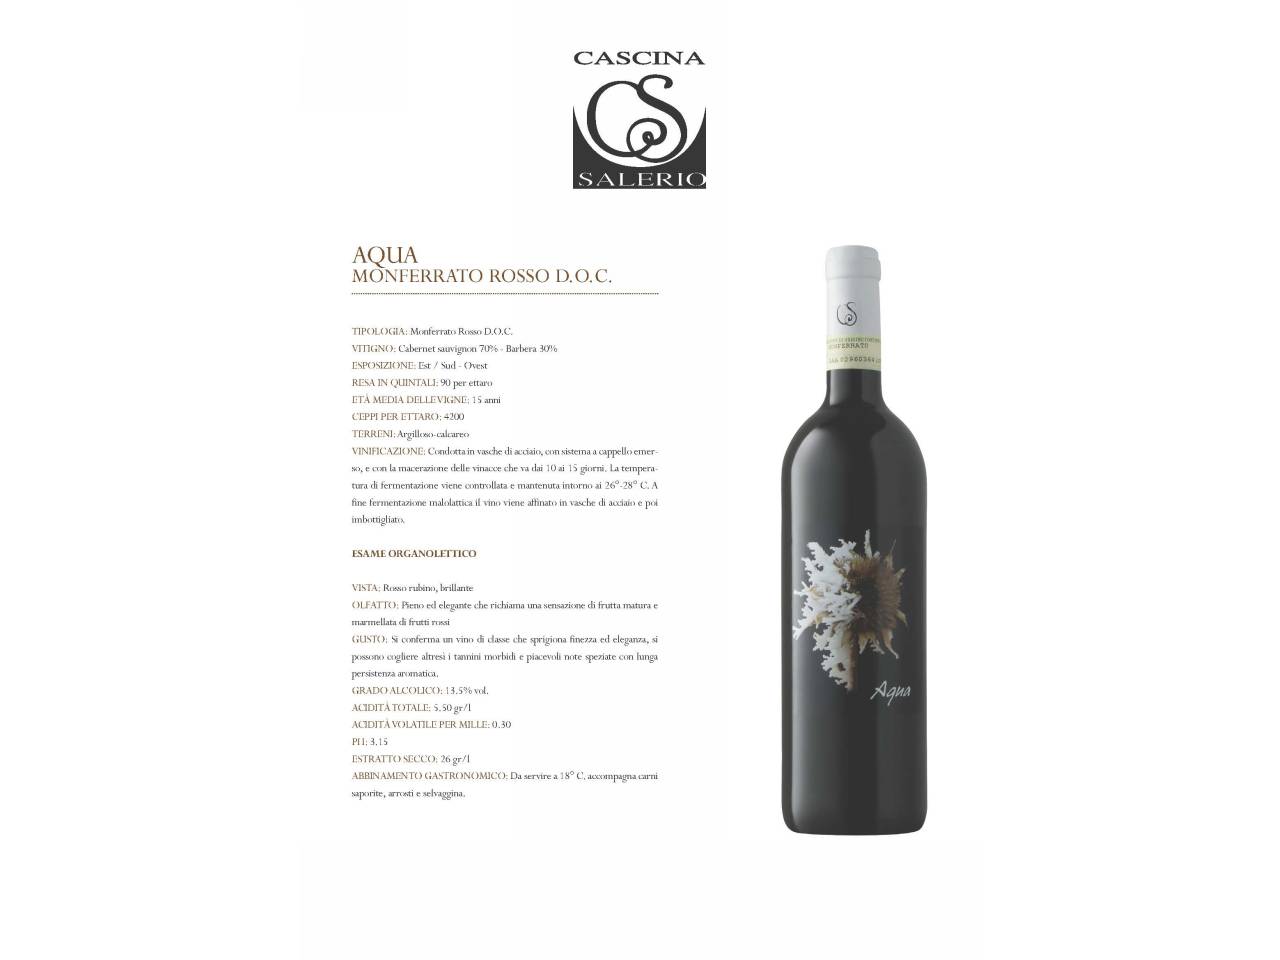 CASCINA
CS
SALERIO
AQUA
MONFERRATO ROSSO D.O.C.
TIPOLOGIA: Monferrato Rosso D.O.C.
VITIGNO: Cabernet sauvignon 70% - Barbera 30%
ESPOSIZIONE: Est / Sud - Ovest
RESA IN QUINTALI: 90 per ettaro
ETÀ MEDIA DELLE VIGNE: 15 anni
CEPPI PER ETTARO: 4200
TERRENI: Argilloso-calcareo
VINIFICAZIONE: Condotta in vasche di acciaio, con sistema a cappello emer-
so, e con la macerazione delle vinacce che va dai 10 ai 15 giorni. La tempera-
tura di fermentazione viene controllata e mantenuta intorno ai 26°-28° C. A
fine fermentazione malolattica il vino viene affinato in vasche di acciaio e poi
imbottigliato.
ESAME ORGANOLETTICO
VISTA: Rosso rubino, brillante
OLFATTO: Pieno ed elegante che richiama una sensazione di frutta matura e
marmellata di frutti rossi
GUSTO: Si conferma un vino di classe che sprigiona finezza ed eleganza, si
possono cogliere altresì i tannini morbidi e piacevoli note speziate con lunga
persistenza aromatica.
GRADO ALCOLICO: 13.5% vol.
ACIDITÀ TOTALE: 5.50 gr/l
ACIDITÀ VOLATILE PER MILLE: 0.30
PH: 3.15
ESTRATTO SECCO: 26 gr/l
ABBINAMENTO GASTRONOMICO: Da servire a 18° C. accompagna carni
saporite, arrosti e selvaggina.
CS
MONFERRATO
Aqua